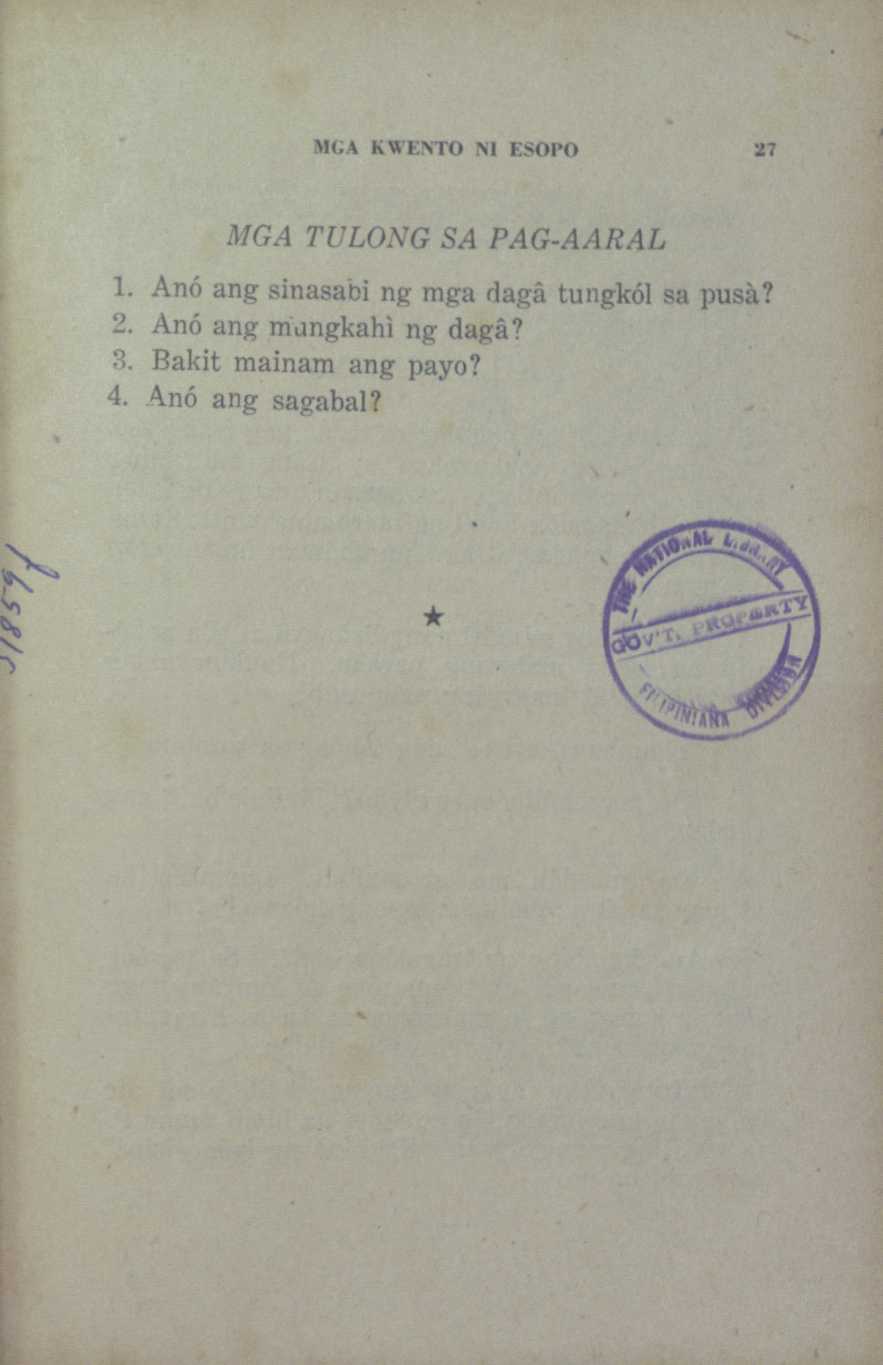 MGA KWENTO NI ESOPO 27
MGA TULONG SA PAG-AARAL
1. Anó ang sinasabi ng mga dagâ tungkól sa pusà?
2. Anó ang mungkahì ng dagâ?
3. Bakit mainam ang payo?
4. Anó ang sagabal?
★
THE NATIONAL LIBRARY
GOV'T. PROPERTY
FILIPINIANA DIVISION